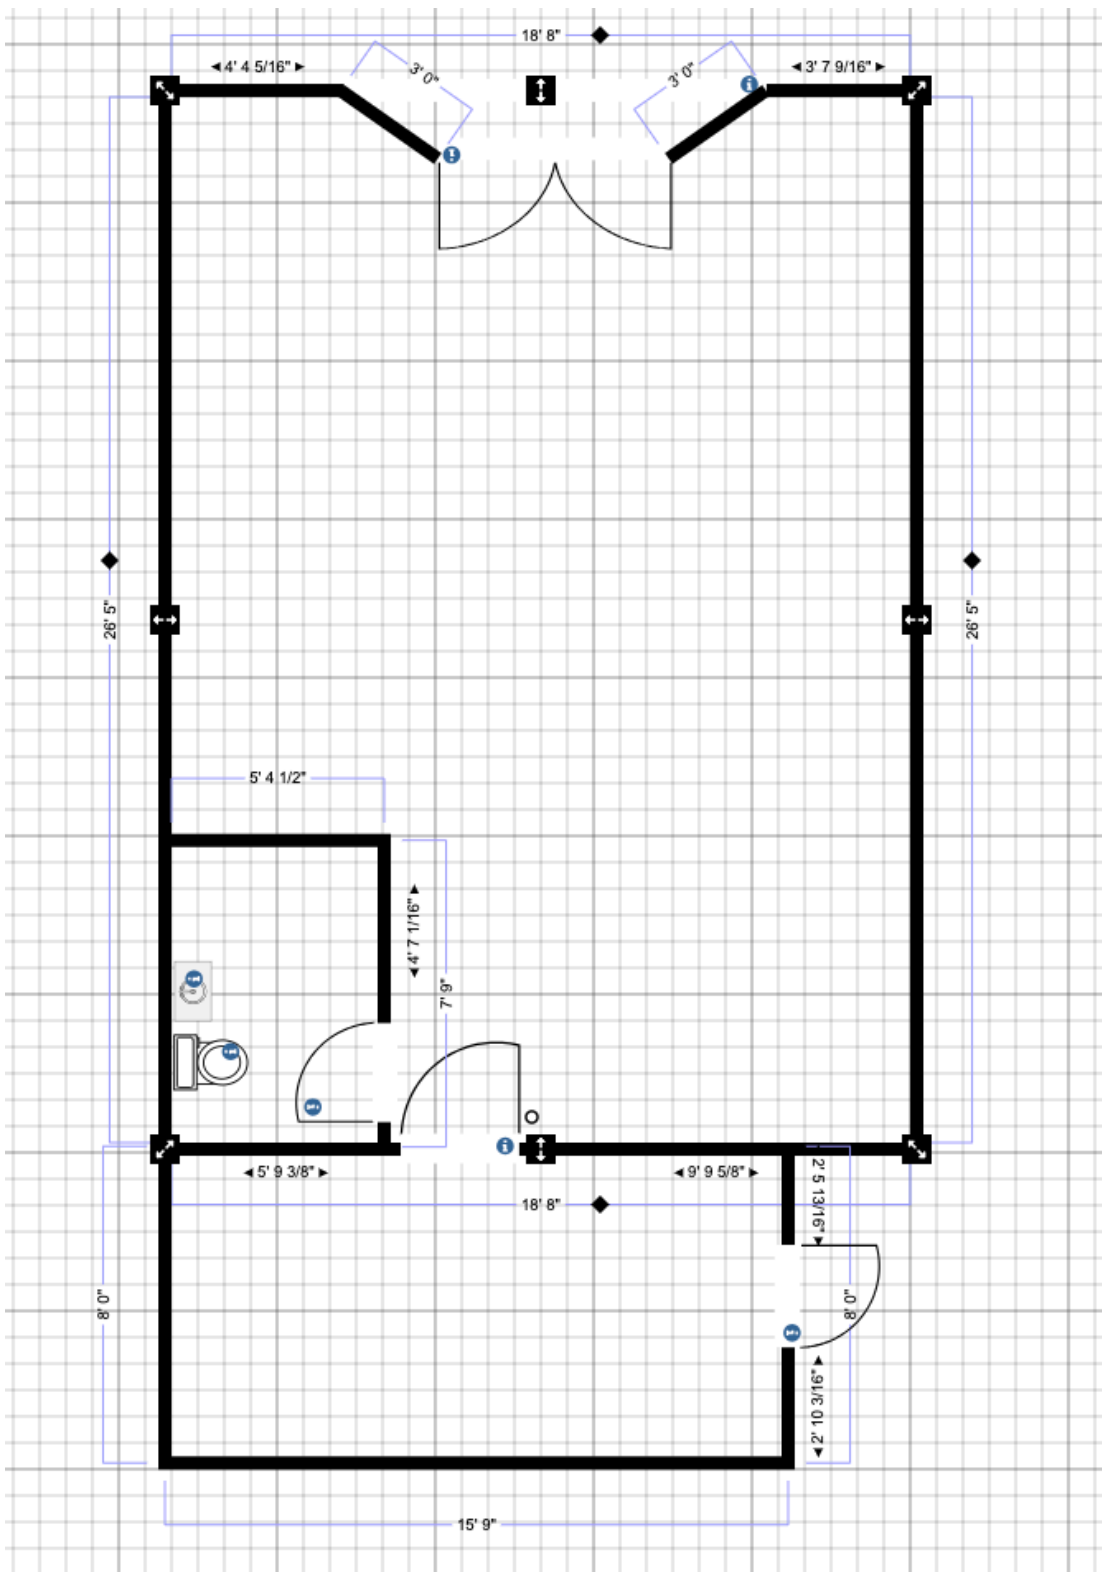 18' 8"
4' 4 5/16"
3' 0"
3' 0"
3' 7 9/16"
26' 5"
26' 5"
5' 4 1/2"
4' 7 1/16"
7' 9"
5' 9 3/8"
9' 9 5/8"
18' 8"
2' 5 13/16"
8' 0"
8' 0"
2' 10 3/16"
15' 9"